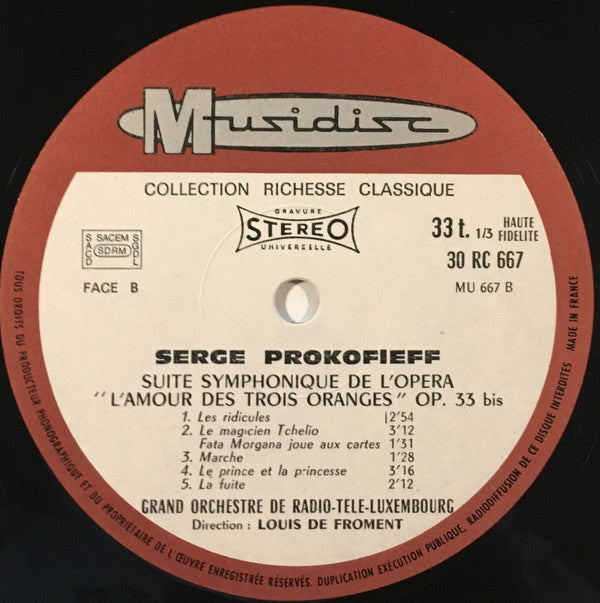 Musidisc
COLLECTION RICHESSE CLASSIQUE
GRAVURE
STEREO
UNIVERSELLE
33 t. 1/3 HAUTE FIDELITE
30 RC 667
MU 667 B
SACD SACEM SGDL
SDRM
FACE B
SERGE PROKOFIEFF
SUITE SYMPHONIQUE DE L'OPERA
"L'AMOUR DES TROIS ORANGES" OP. 33 bis
1. Les ridicules 2'54
2. Le magicien Tchelio 3'12
Fata Morgana joue aux cartes 1'31
3. Marche 1'28
4. Le prince et la princesse 3'16
5. La fuite 2'12
GRAND ORCHESTRE DE RADIO-TELE-LUXEMBOURG
Direction : LOUIS DE FROMENT
TOUS DROITS DU PRODUCTEUR PHONOGRAPHIQUE ET DU PROPRIETAIRE DE L'ŒUVRE ENREGISTRÉE RÉSERVÉS. DUPLICATION EXÉCUTION PUBLIQUE, RADIODIFFUSION DE CE DISQUE INTERDITES
MADE IN FRANCE